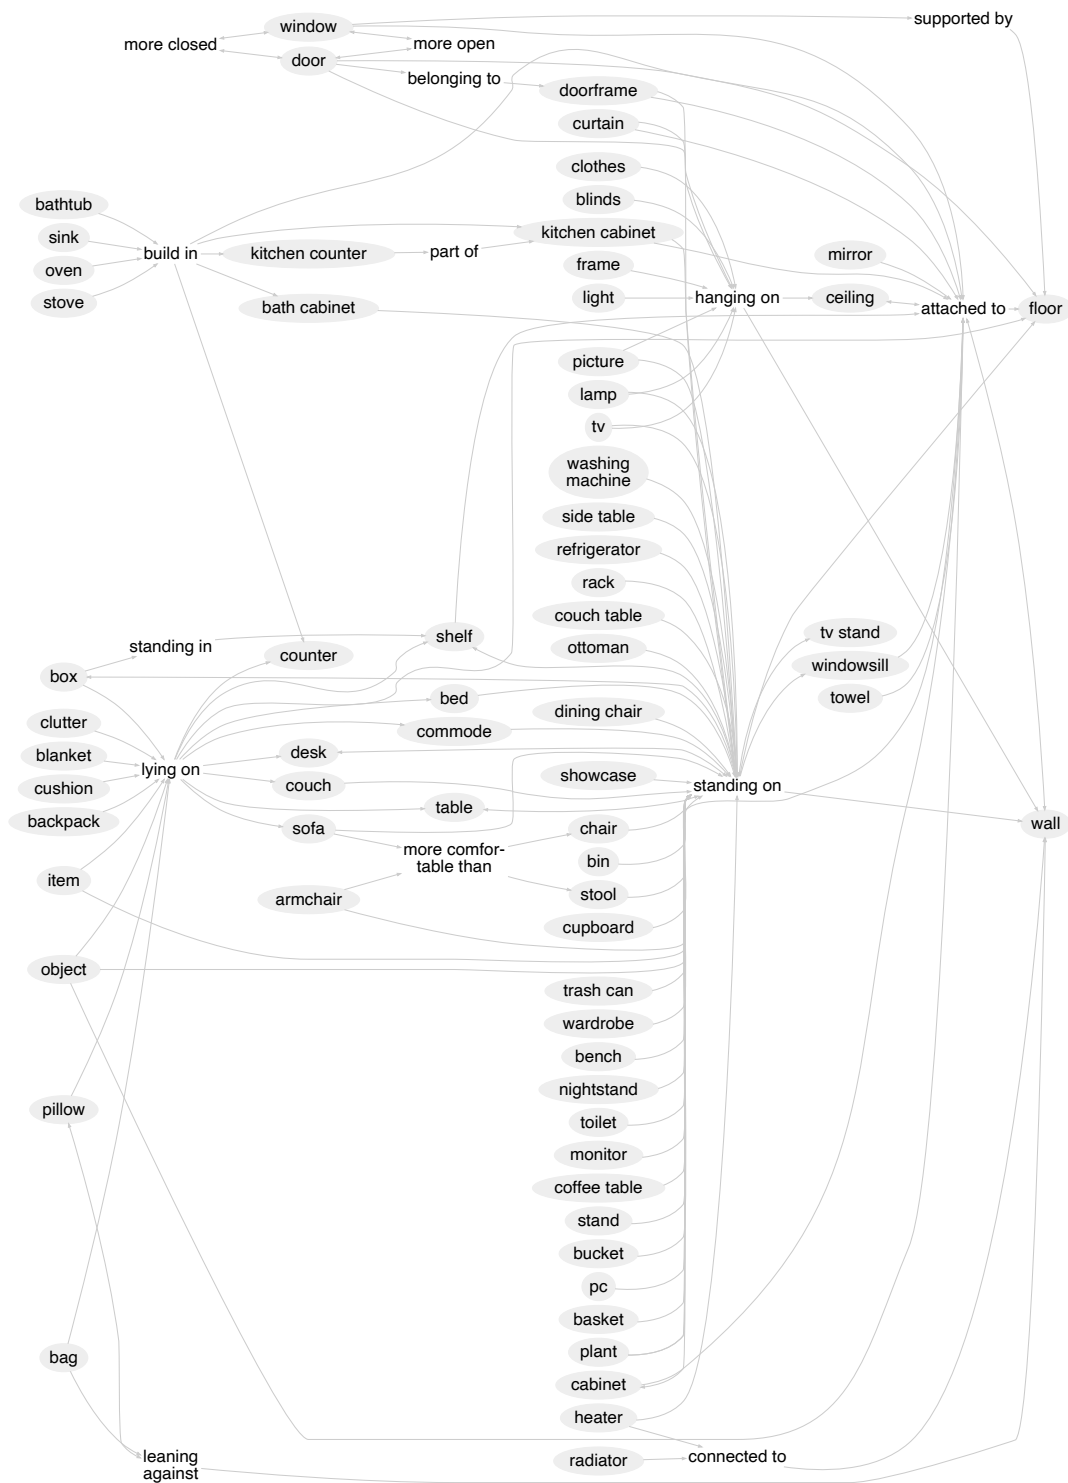 supported by
window
more closed
more open
door
belonging to
doorframe
curtain
clothes
blinds
bathtub
kitchen cabinet
sink
build in
kitchen counter
part of
mirror
oven
frame
stove
bath cabinet
light
hanging on
ceiling
attached to
floor
picture
lamp
tv
washing
machine
side table
refrigerator
rack
couch table
ottoman
tv stand
shelf
standing in
counter
windowsill
box
bed
towel
dining chair
clutter
commode
blanket
desk
lying on
showcase
cushion
couch
standing on
backpack
table
sofa
chair
wall
more comfor-
table than
bin
item
armchair
stool
cupboard
object
trash can
wardrobe
bench
nightstand
pillow
toilet
monitor
coffee table
stand
bucket
pc
basket
plant
bag
cabinet
heater
leaning
against
radiator
connected to